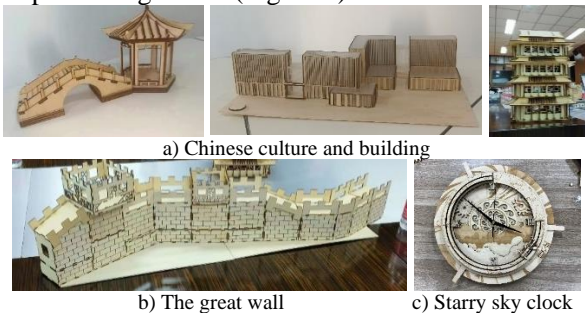 a) Chinese culture and building
b) The great wall
c) Starry sky clock